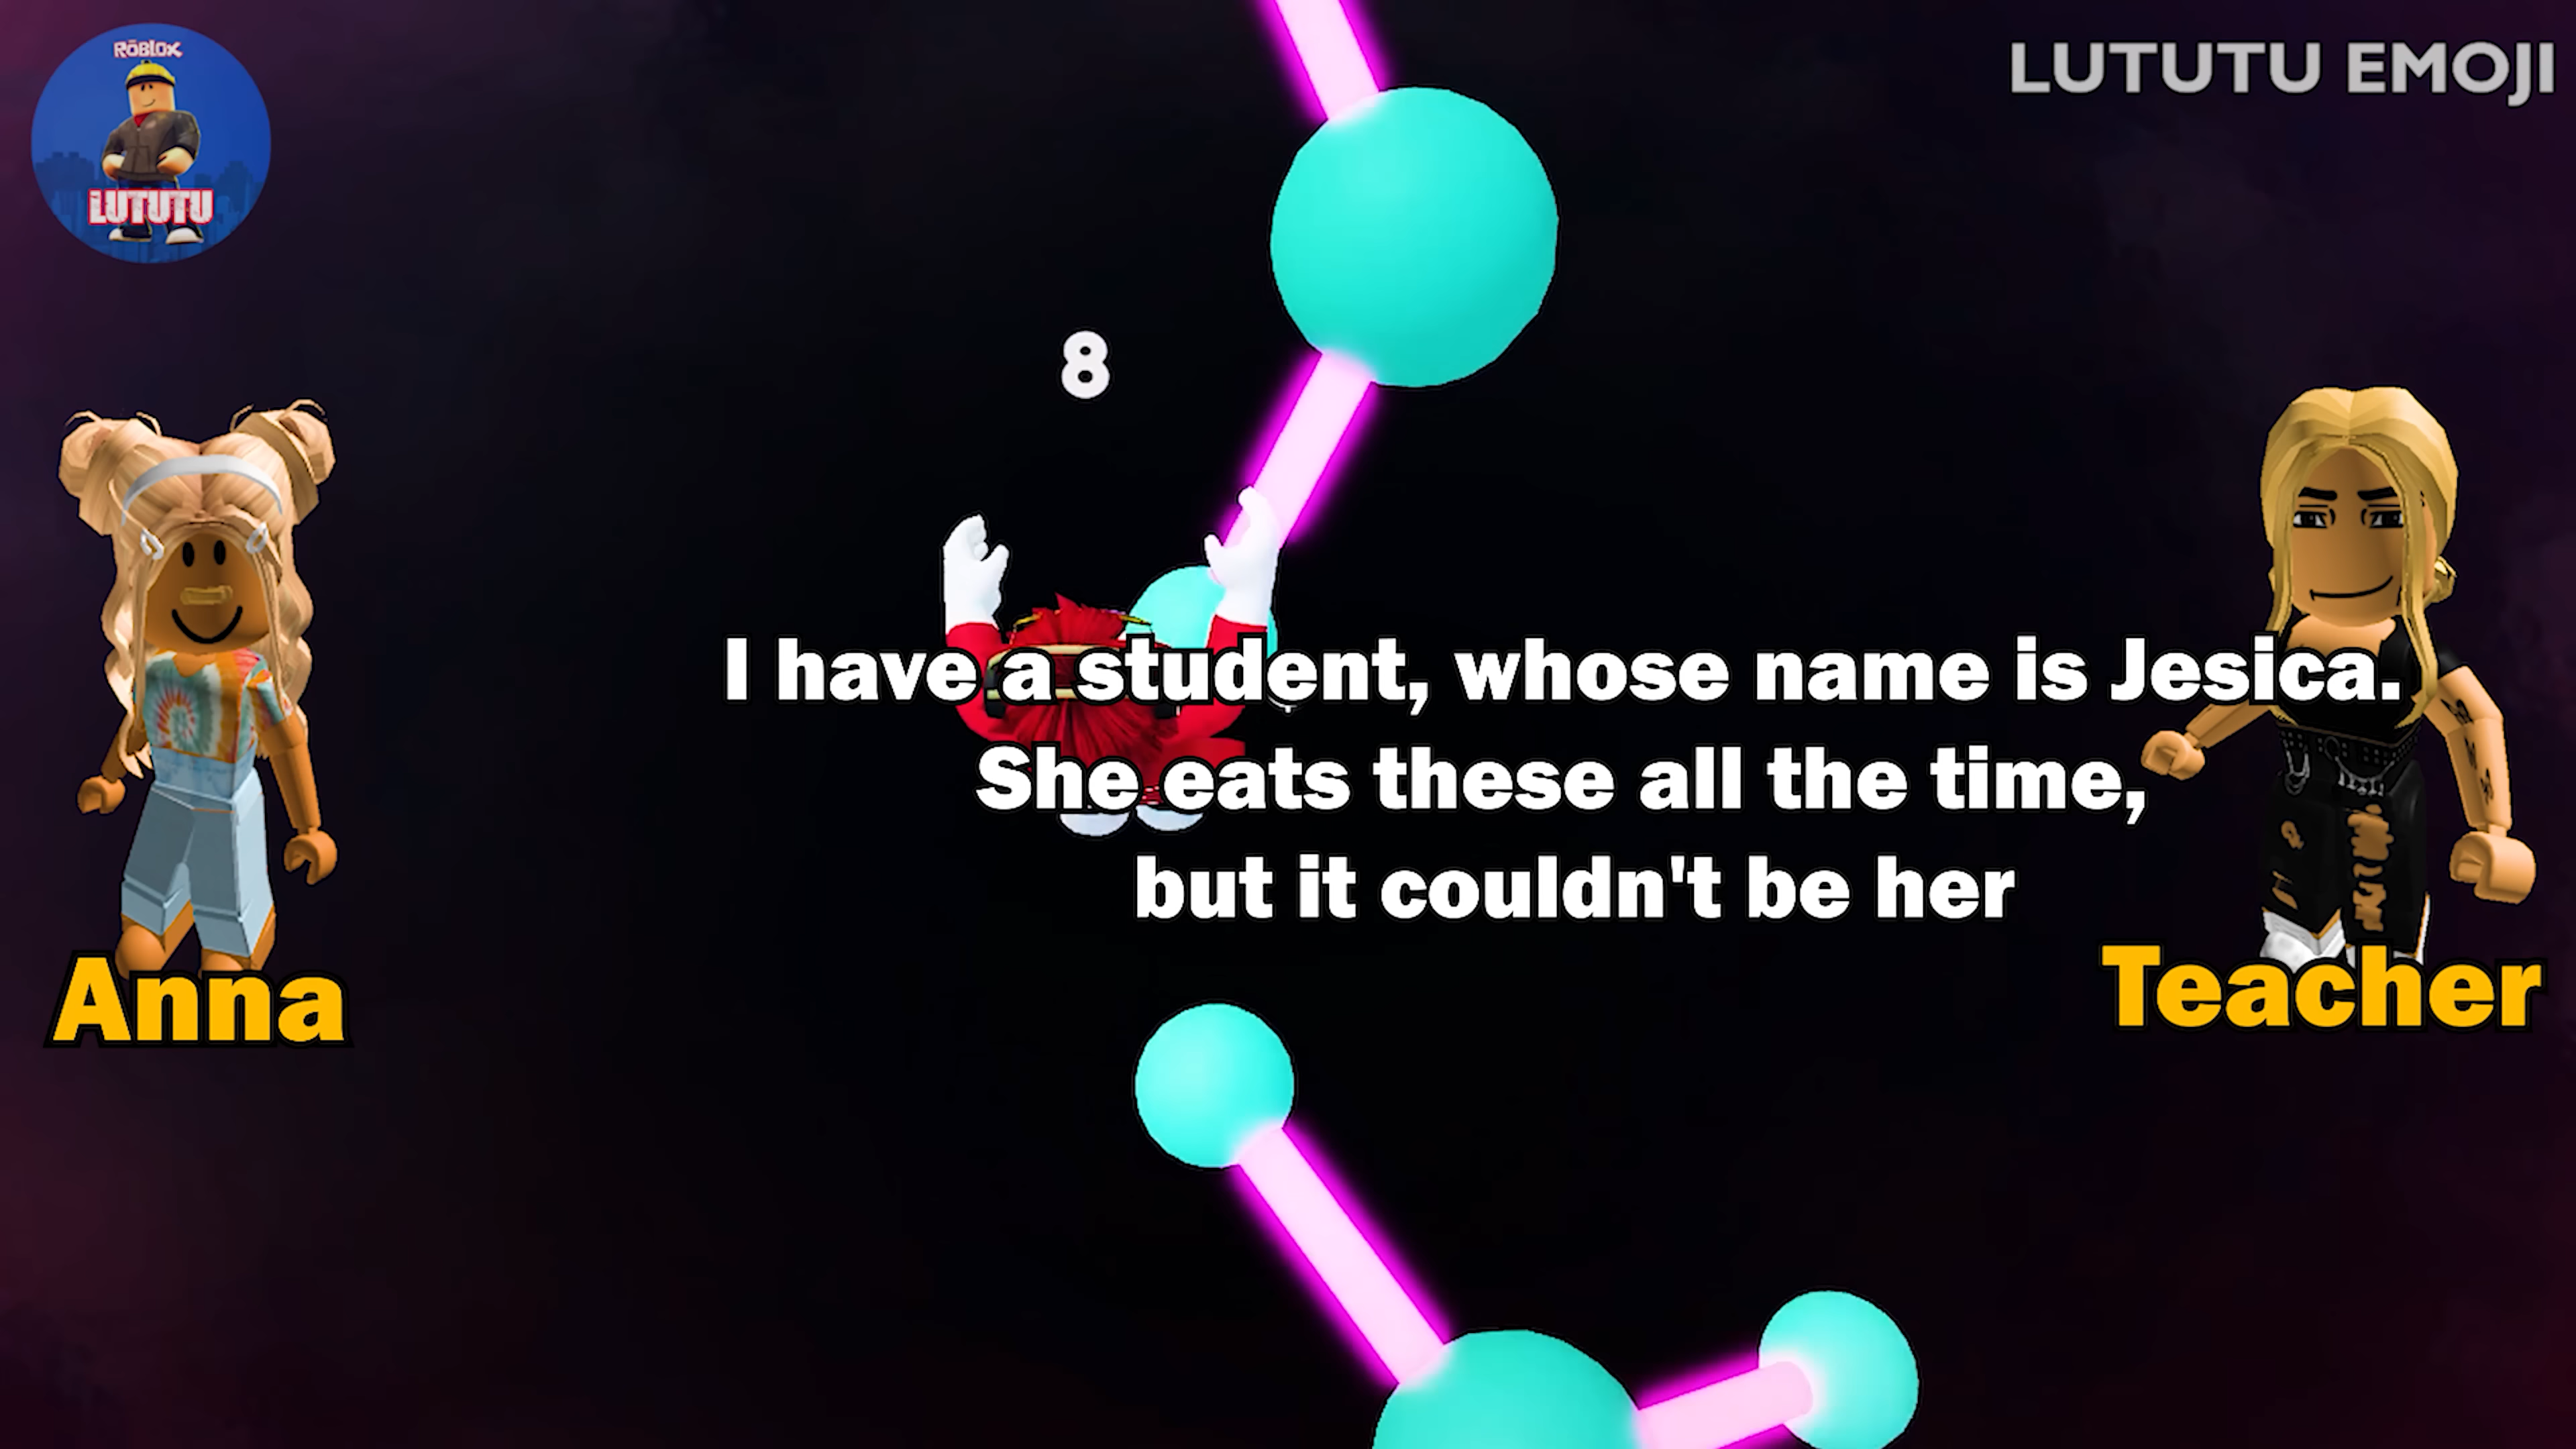 ROBLOX
LUTUTU
LUTUTU EMOJI
8
I have a student, whose name is Jesica.
She eats these all the time,
but it couldn't be her
Anna
Teacher